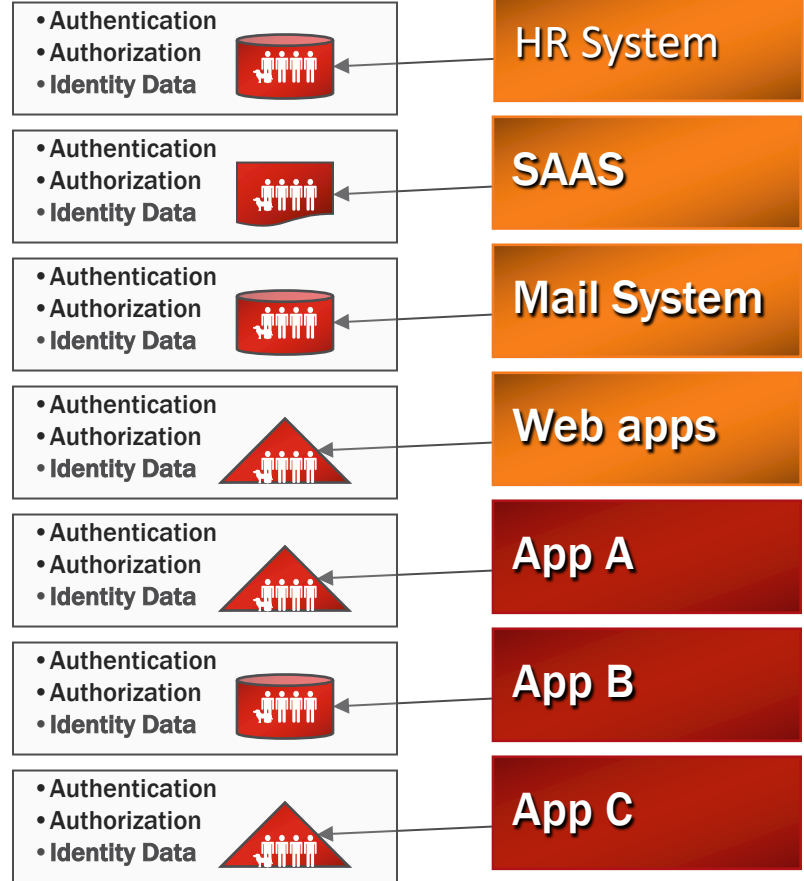 • Authentication
• Authorization
• Identity Data
HR System
• Authentication
• Authorization
• Identity Data
SAAS
• Authentication
• Authorization
• Identity Data
Mail System
• Authentication
• Authorization
• Identity Data
Web apps
• Authentication
• Authorization
• Identity Data
App A
• Authentication
• Authorization
• Identity Data
App B
• Authentication
• Authorization
• Identity Data
App C